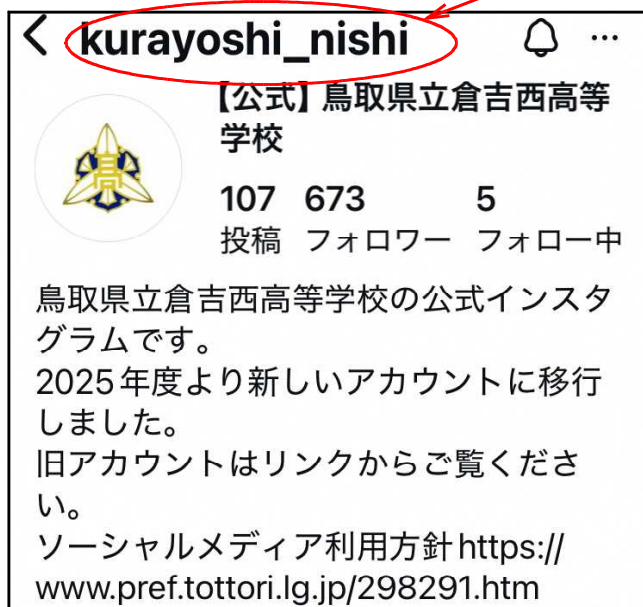 kurayoshi_nishi
【公式】鳥取県立倉吉西高等
学校
107 673 5
投稿 フォロワー フォロー中
高
鳥取県立倉吉西高等学校の公式インスタ
グラムです。
2025年度より新しいアカウントに移行
しました。
旧アカウントはリンクからご覧くださ
い。
ソーシャルメディア利用方針https://
www.pref.tottori.lg.jp/298291.htm